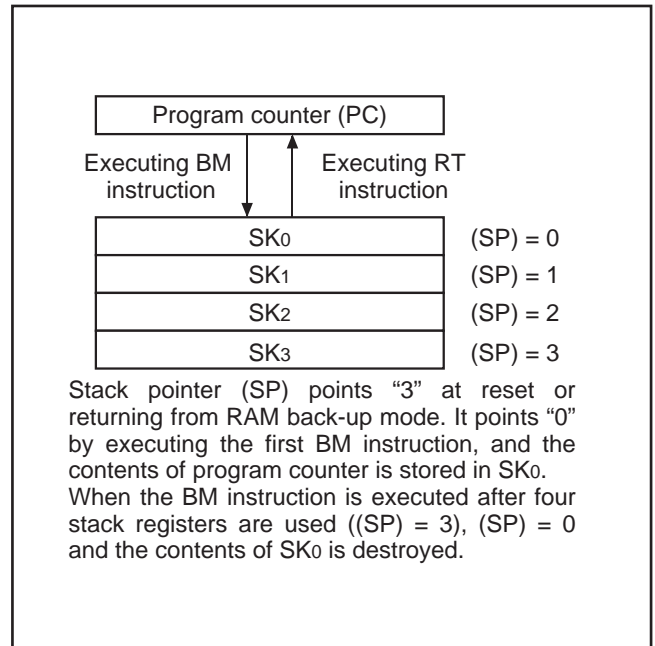 Program counter (PC)
Executing BM instruction
Executing RT instruction
SK0 (SP) = 0
SK1 (SP) = 1
SK2 (SP) = 2
SK3 (SP) = 3
Stack pointer (SP) points “3” at reset or
returning from RAM back-up mode. It points “0”
by executing the first BM instruction, and the
contents of program counter is stored in SK0.
When the BM instruction is executed after four
stack registers are used ((SP) = 3), (SP) = 0
and the contents of SK0 is destroyed.